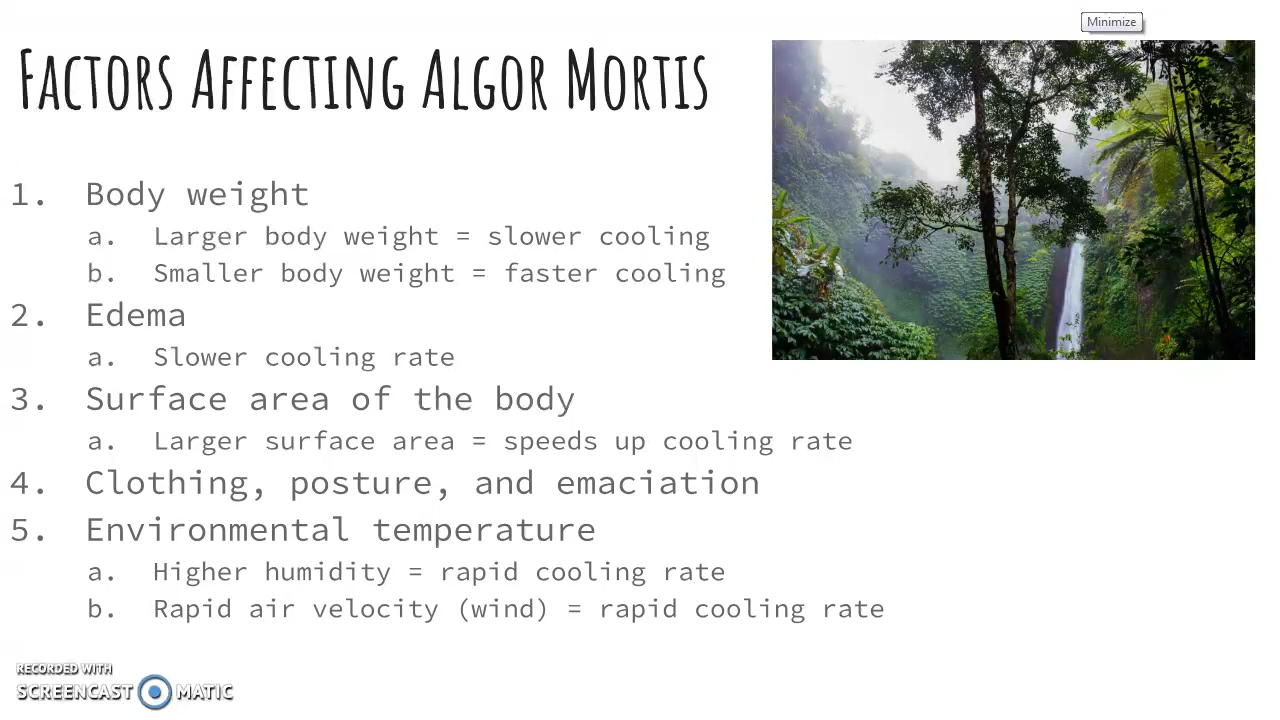 Minimize
Factors Affecting Algor Mortis
1. Body weight
a. Larger body weight = slower cooling
b. Smaller body weight = faster cooling
2. Edema
a. Slower cooling rate
3. Surface area of the body
a. Larger surface area = speeds up cooling rate
4. Clothing, posture, and emaciation
5. Environmental temperature
a. Higher humidity = rapid cooling rate
b. Rapid air velocity (wind) = rapid cooling rate
RECORDED WITH
SCREENCAST MATIC